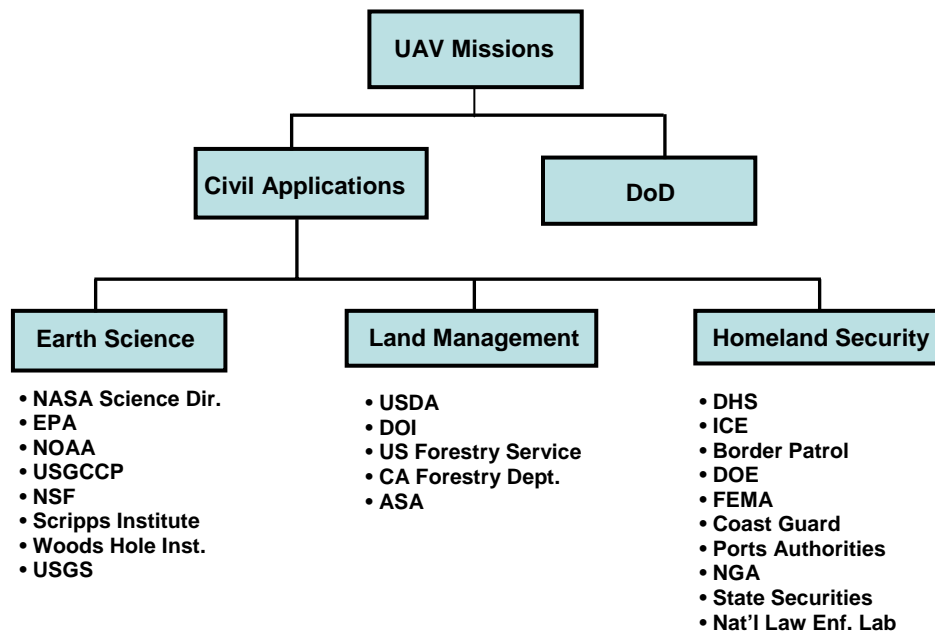 UAV Missions
Civil Applications
DoD
Earth Science
Land Management
Homeland Security
• NASA Science Dir.
• EPA
• NOAA
• USGCCP
• NSF
• Scripps Institute
• Woods Hole Inst.
• USGS
• USDA
• DOI
• US Forestry Service
• CA Forestry Dept.
• ASA
• DHS
• ICE
• Border Patrol
• DOE
• FEMA
• Coast Guard
• Ports Authorities
• NGA
• State Securities
• Nat'l Law Enf. Lab